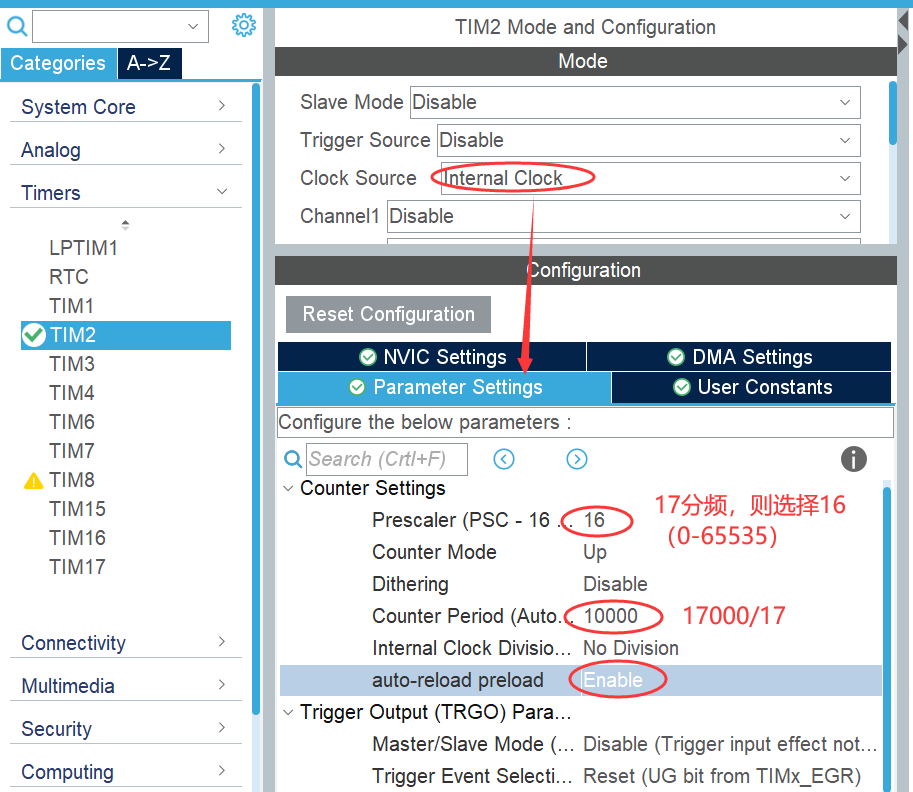 Categories
A->Z
System Core
Analog
Timers
LPTIM1
RTC
TIM1
TIM2
TIM3
TIM4
TIM6
TIM7
TIM8
TIM15
TIM16
TIM17
Connectivity
Multimedia
Security
Computing
TIM2 Mode and Configuration
Mode
Slave Mode Disable
Trigger Source Disable
Clock Source Internal Clock
Channel1 Disable
Configuration
Reset Configuration
NVIC Settings
DMA Settings
Parameter Settings
User Constants
Configure the below parameters :
Search (Crtl+F)
Counter Settings
Prescaler (PSC - 16 ... 16
17分频，则选择16
（0-65535）
Counter Mode Up
Dithering Disable
Counter Period (Auto... 10000
17000/17
Internal Clock Divisio... No Division
auto-reload preload Enable
Trigger Output (TRGO) Para...
Master/Slave Mode (... Disable (Trigger input effect not...
Trigger Event Selecti... Reset (UG bit from TIMx_EGR)